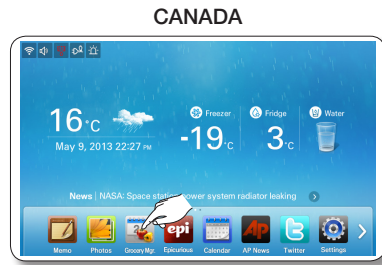 CANADA
16°C
Freezer
-19°C
Fridge
3°C
Water
May 9, 2013 22:27 PM
News | NASA: Space station power system radiator leaking
epi
AP
Memo
Photos
Grocery Mgr.
Epicurious
Calendar
AP News
Twitter
Settings